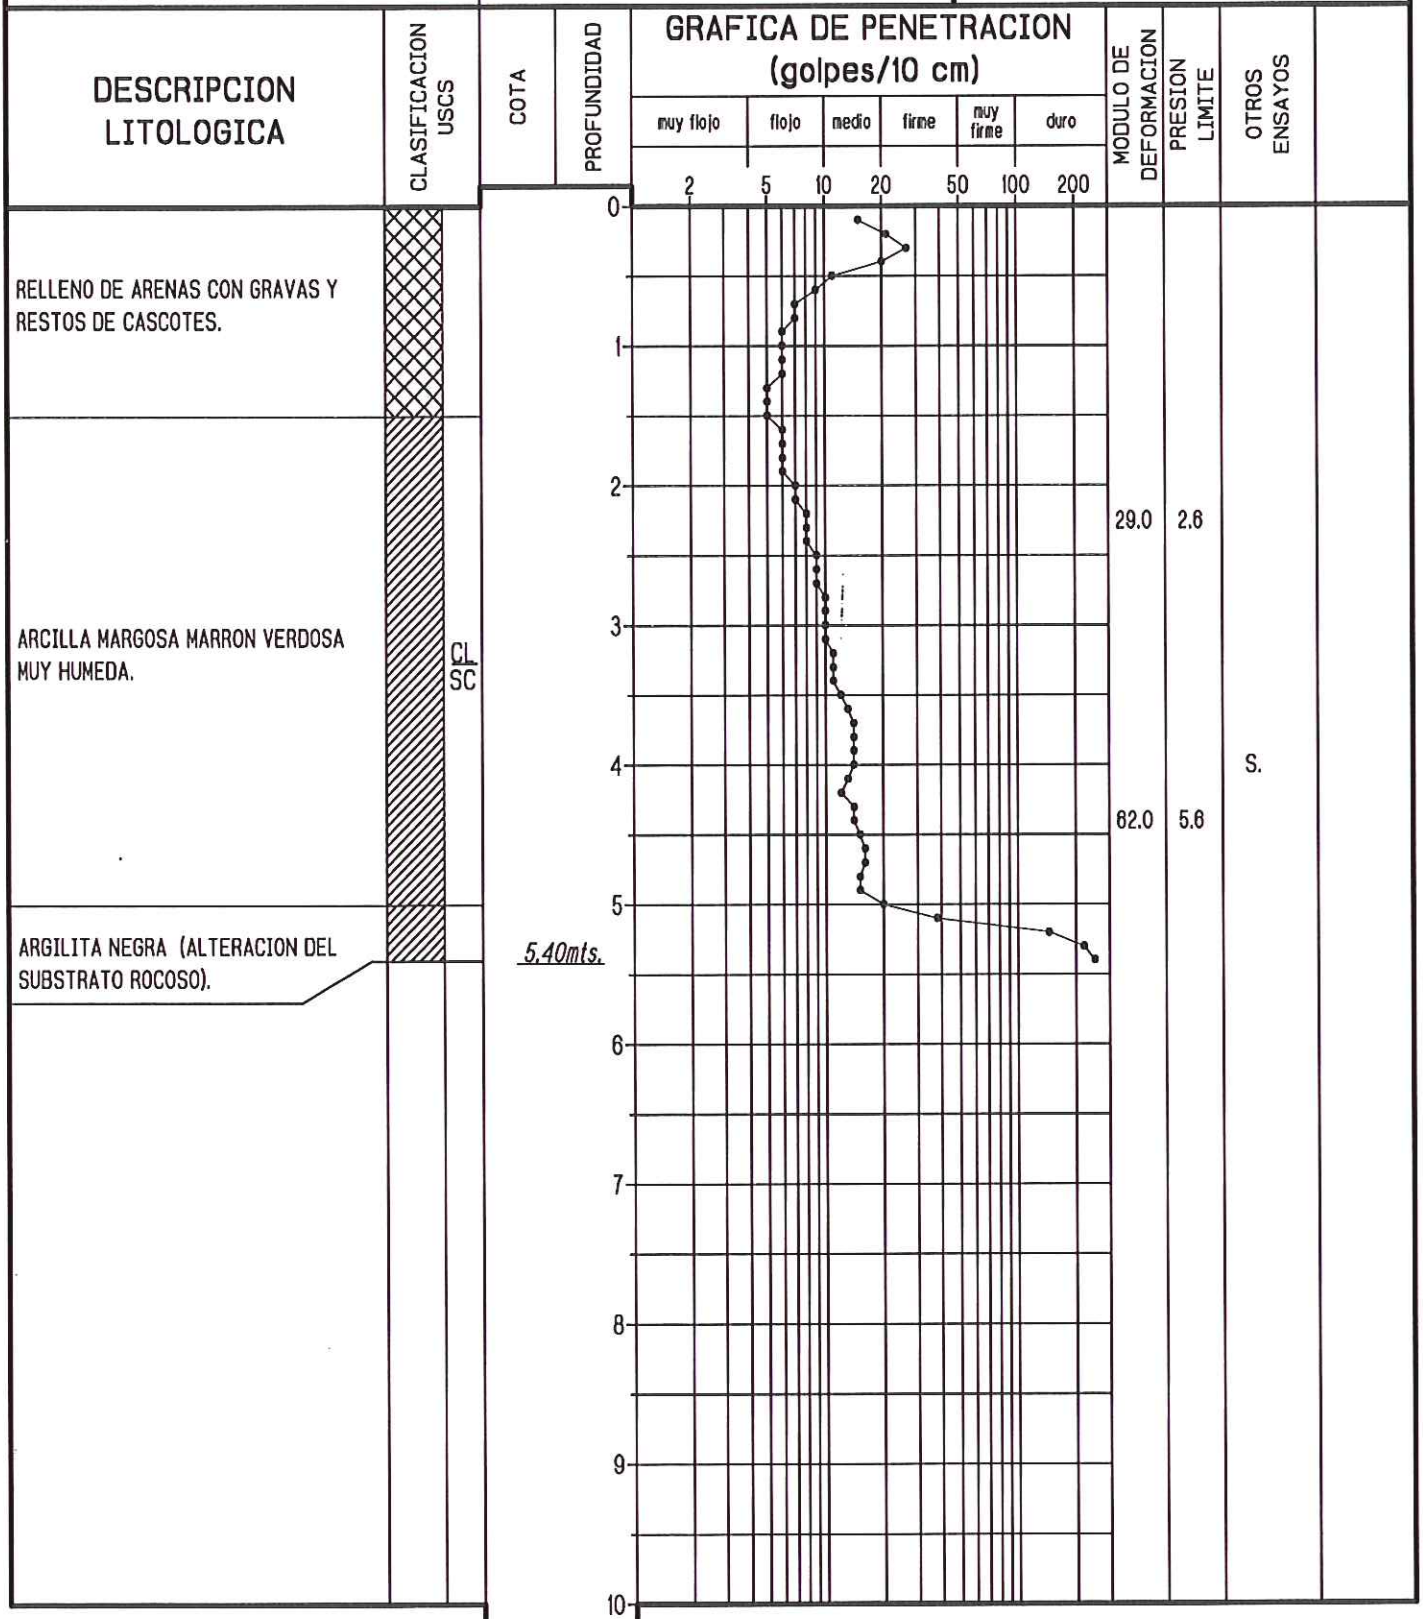 DESCRIPCION
LITOLOGICA
CLASIFICACION
USCS
COTA
PROFUNDIDAD
GRAFICA DE PENETRACION
(golpes/10 cm)
muy flojo
flojo
medio
firme
muy
firme
duro
2 5 10 20 50 100 200
MODULO DE
DEFORMACION
PRESION
LIMITE
OTROS
ENSAYOS
0
RELLENO DE ARENAS CON GRAVAS Y
RESTOS DE CASCOTES.
1
2
29.0 2.6
3
ARCILLA MARGOSA MARRON VERDOSA
MUY HUMEDA.
CL
SC
4
S.
62.0 5.6
5
ARGILITA NEGRA (ALTERACION DEL
SUBSTRATO ROCOSO).
5.40mts.
6
7
8
9
10